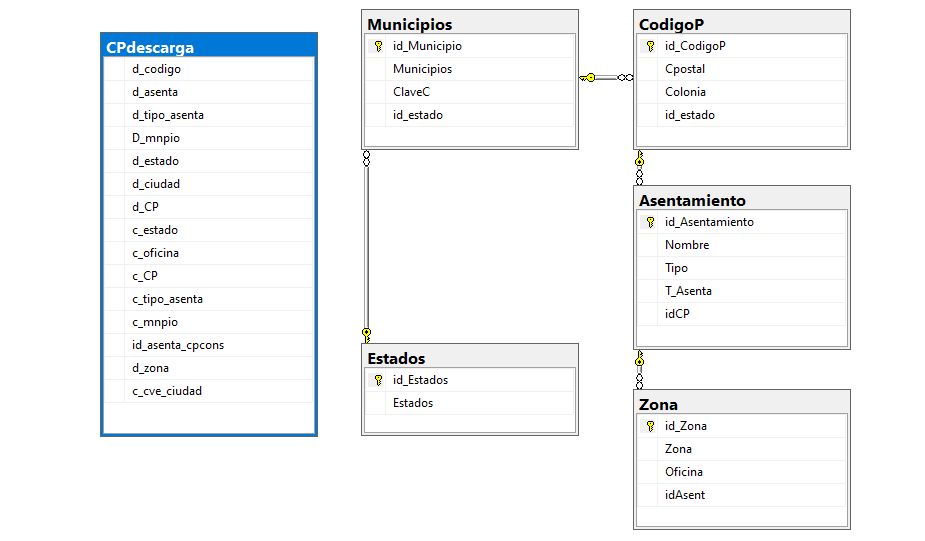 CPdescarga
d_codigo
d_asenta
d_tipo_asenta
D_mnpio
d_estado
d_ciudad
d_CP
c_estado
c_oficina
c_CP
c_tipo_asenta
c_mnpio
id_asenta_cpcons
d_zona
c_cve_ciudad
Municipios
id_Municipio
Municipios
ClaveC
id_estado
Estados
id_Estados
Estados
CodigoP
id_CodigoP
Cpostal
Colonia
id_estado
Asentamiento
id_Asentamiento
Nombre
Tipo
T_Asenta
idCP
Zona
id_Zona
Zona
Oficina
idAsent